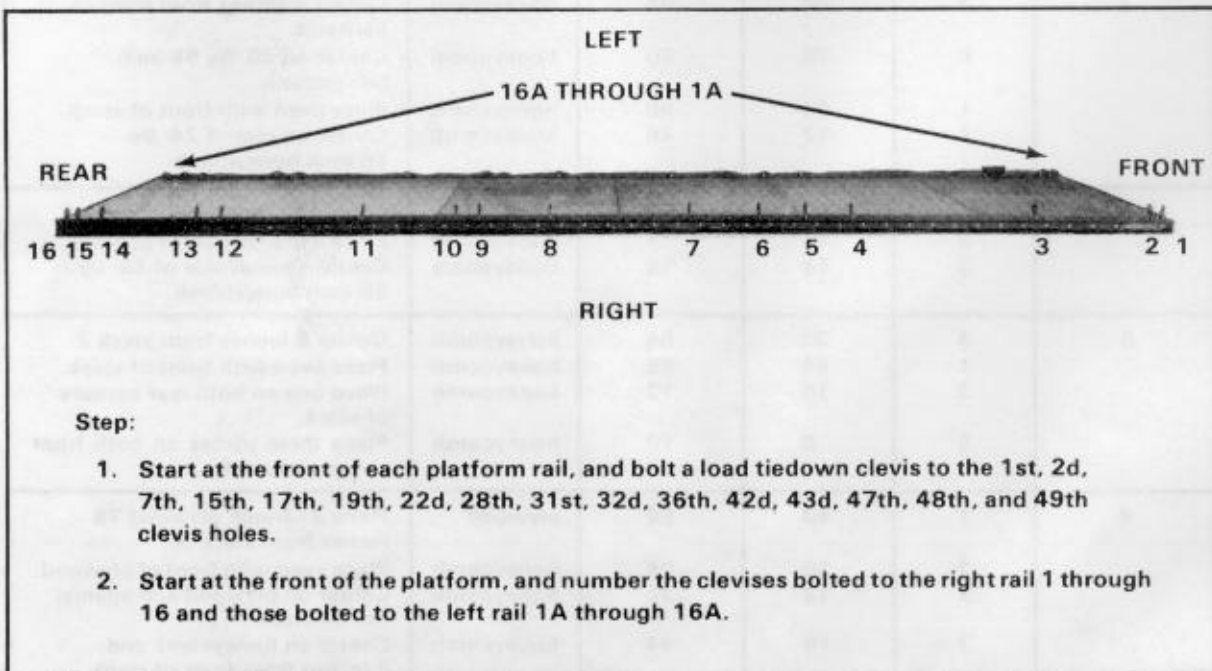 LEFT
16A THROUGH 1A
REAR
FRONT
16 15 14 13 12 11 10 9 8 7 6 5 4 3 2 1
RIGHT
Step:
1. Start at the front of each platform rail, and bolt a load tiedown clevis to the 1st, 2d,
7th, 15th, 17th, 19th, 22d, 28th, 31st, 32d, 36th, 42d, 43d, 47th, 48th, and 49th
clevis holes.
2. Start at the front of the platform, and number the clevises bolted to the right rail 1 through
16 and those bolted to the left rail 1A through 16A.